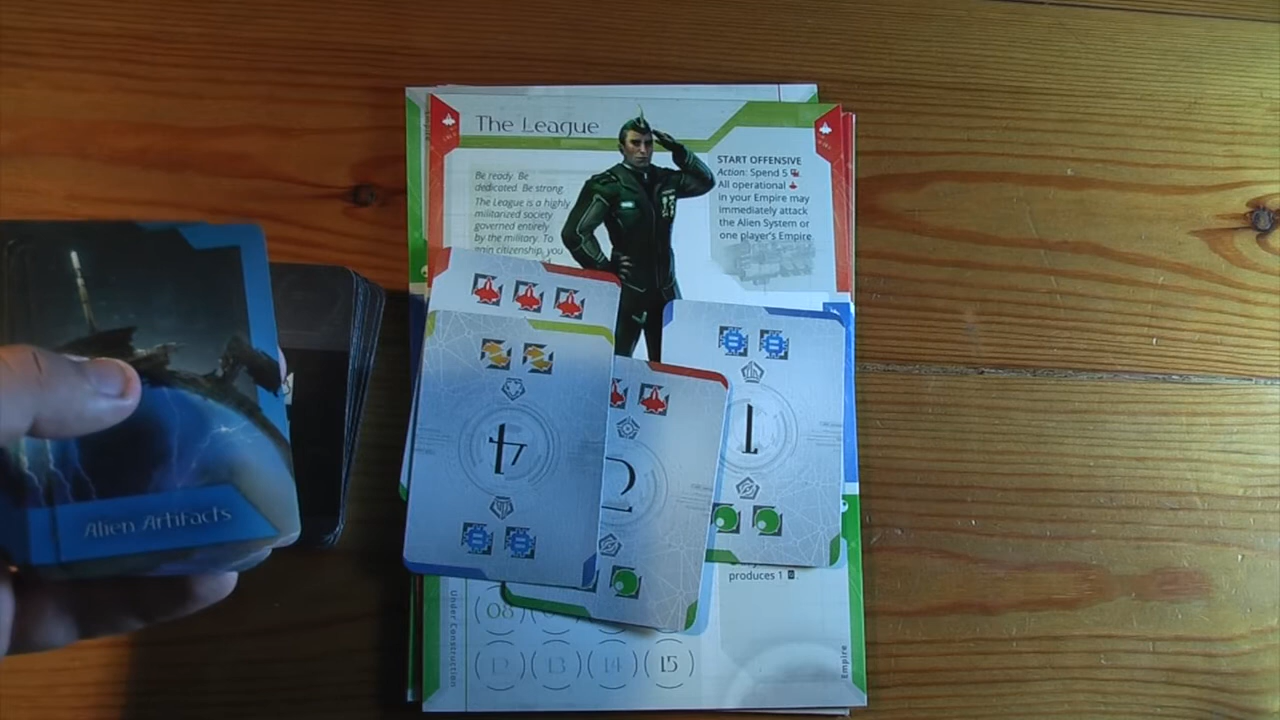 The League
Be ready. Be
dedicated. Be strong.
The League is a highly
militarized society
governed entirely
by the military. To
START OFFENSIVE
Action: Spend 5
All operational
in your Empire may
immediately attack
the Alien System or
one player's Empire
Alien Artifacts
4
2
1
produces 1
08
12 13 14 15
Under Construction
Empire